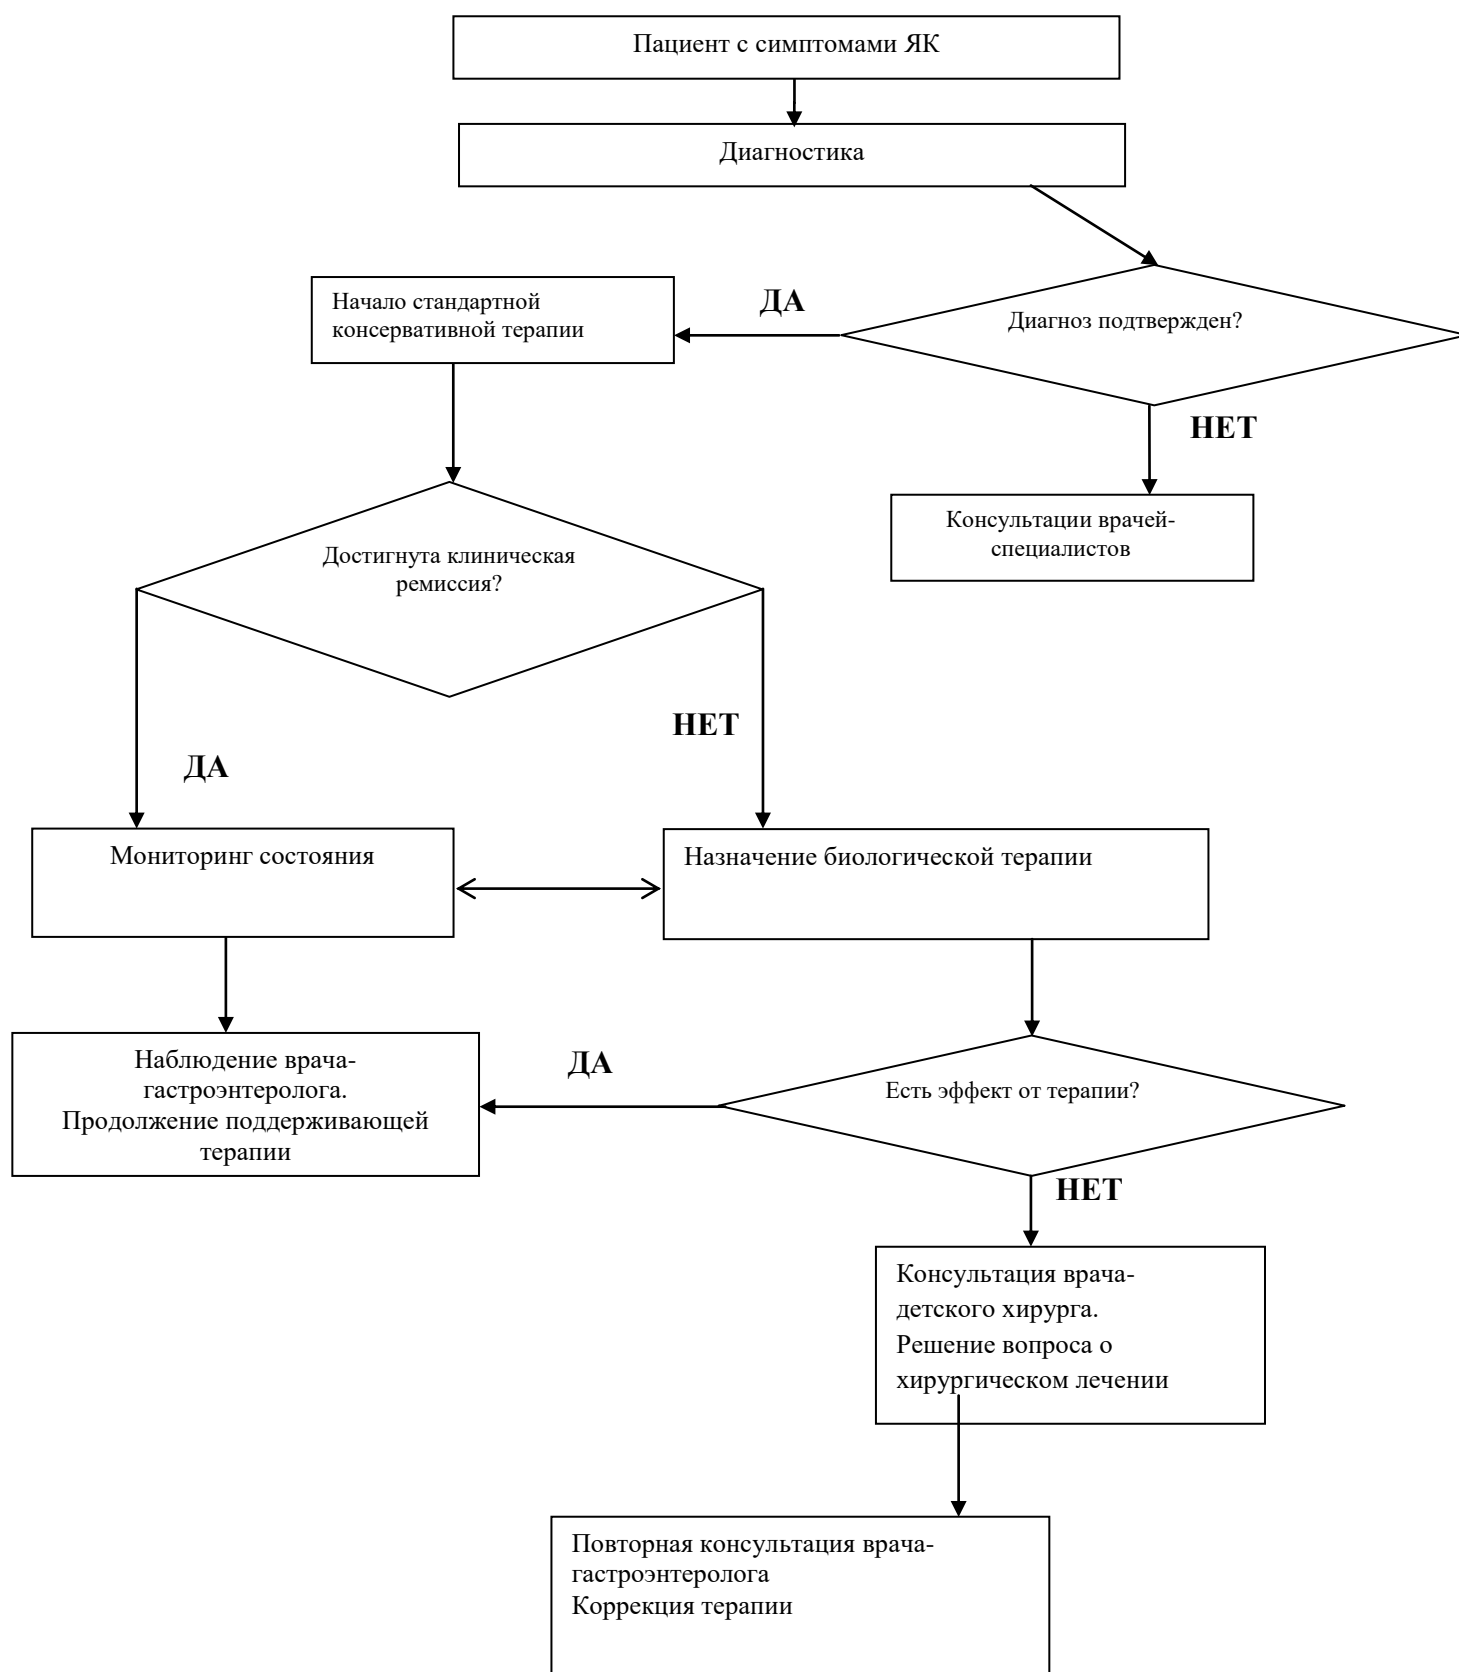 Пациент с симптомами ЯК
Диагностика
Начало стандартной
консервативной терапии
ДА
Диагноз подтвержден?
НЕТ
Консультации врачей-
специалистов
Достигнута клиническая
ремиссия?
НЕТ
ДА
Мониторинг состояния
Назначение биологической терапии
Наблюдение врача-
гастроэнтеролога.
Продолжение поддерживающей
терапии
ДА
Есть эффект от терапии?
НЕТ
Консультация врача-
детского хирурга.
Решение вопроса о
хирургическом лечении
Повторная консультация врача-
гастроэнтеролога
Коррекция терапии